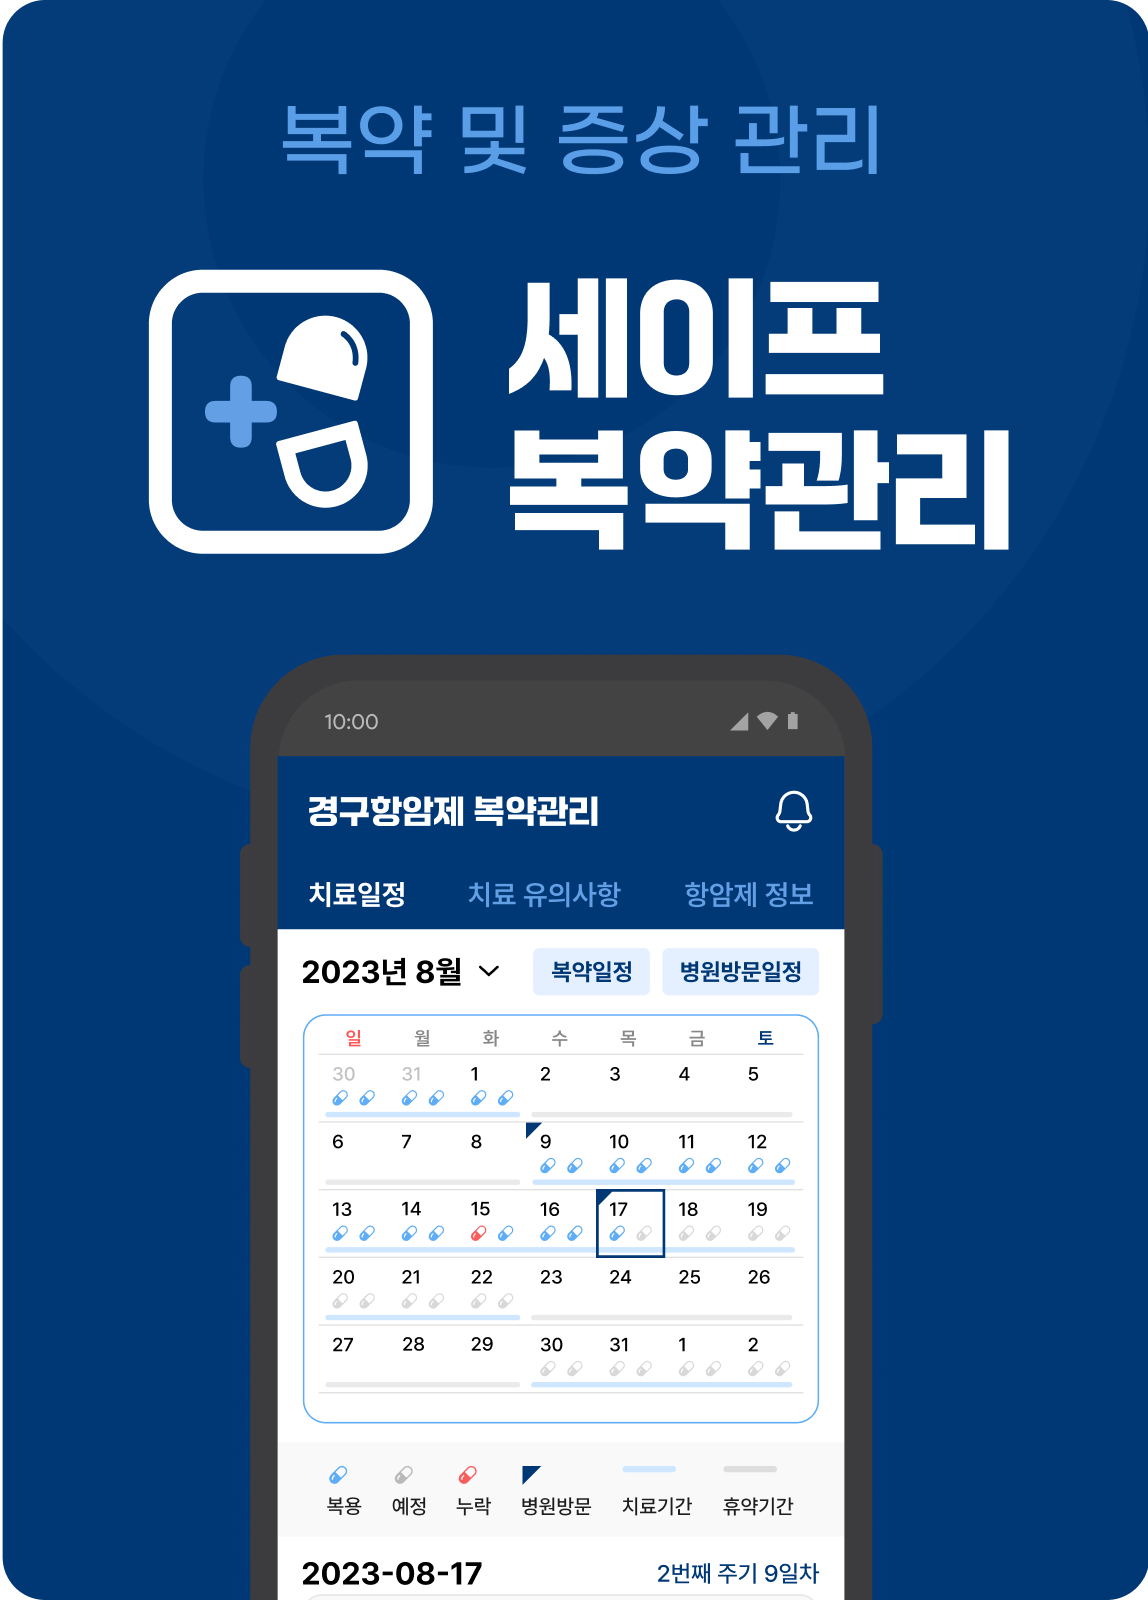 복약 및 증상 관리
세이프
복약관리
10:00
경구항암제 복약관리
치료일정 치료 유의사항 항암제 정보
2023년 8월 복약일정 병원방문일정
일 월 화 수 목 금 토
30 31 1 2 3 4 5
6 7 8 9 10 11 12
13 14 15 16 17 18 19
20 21 22 23 24 25 26
27 28 29 30 31 1 2
복용 예정 누락 병원방문 치료기간 휴약기간
2023-08-17 2번째 주기 9일차